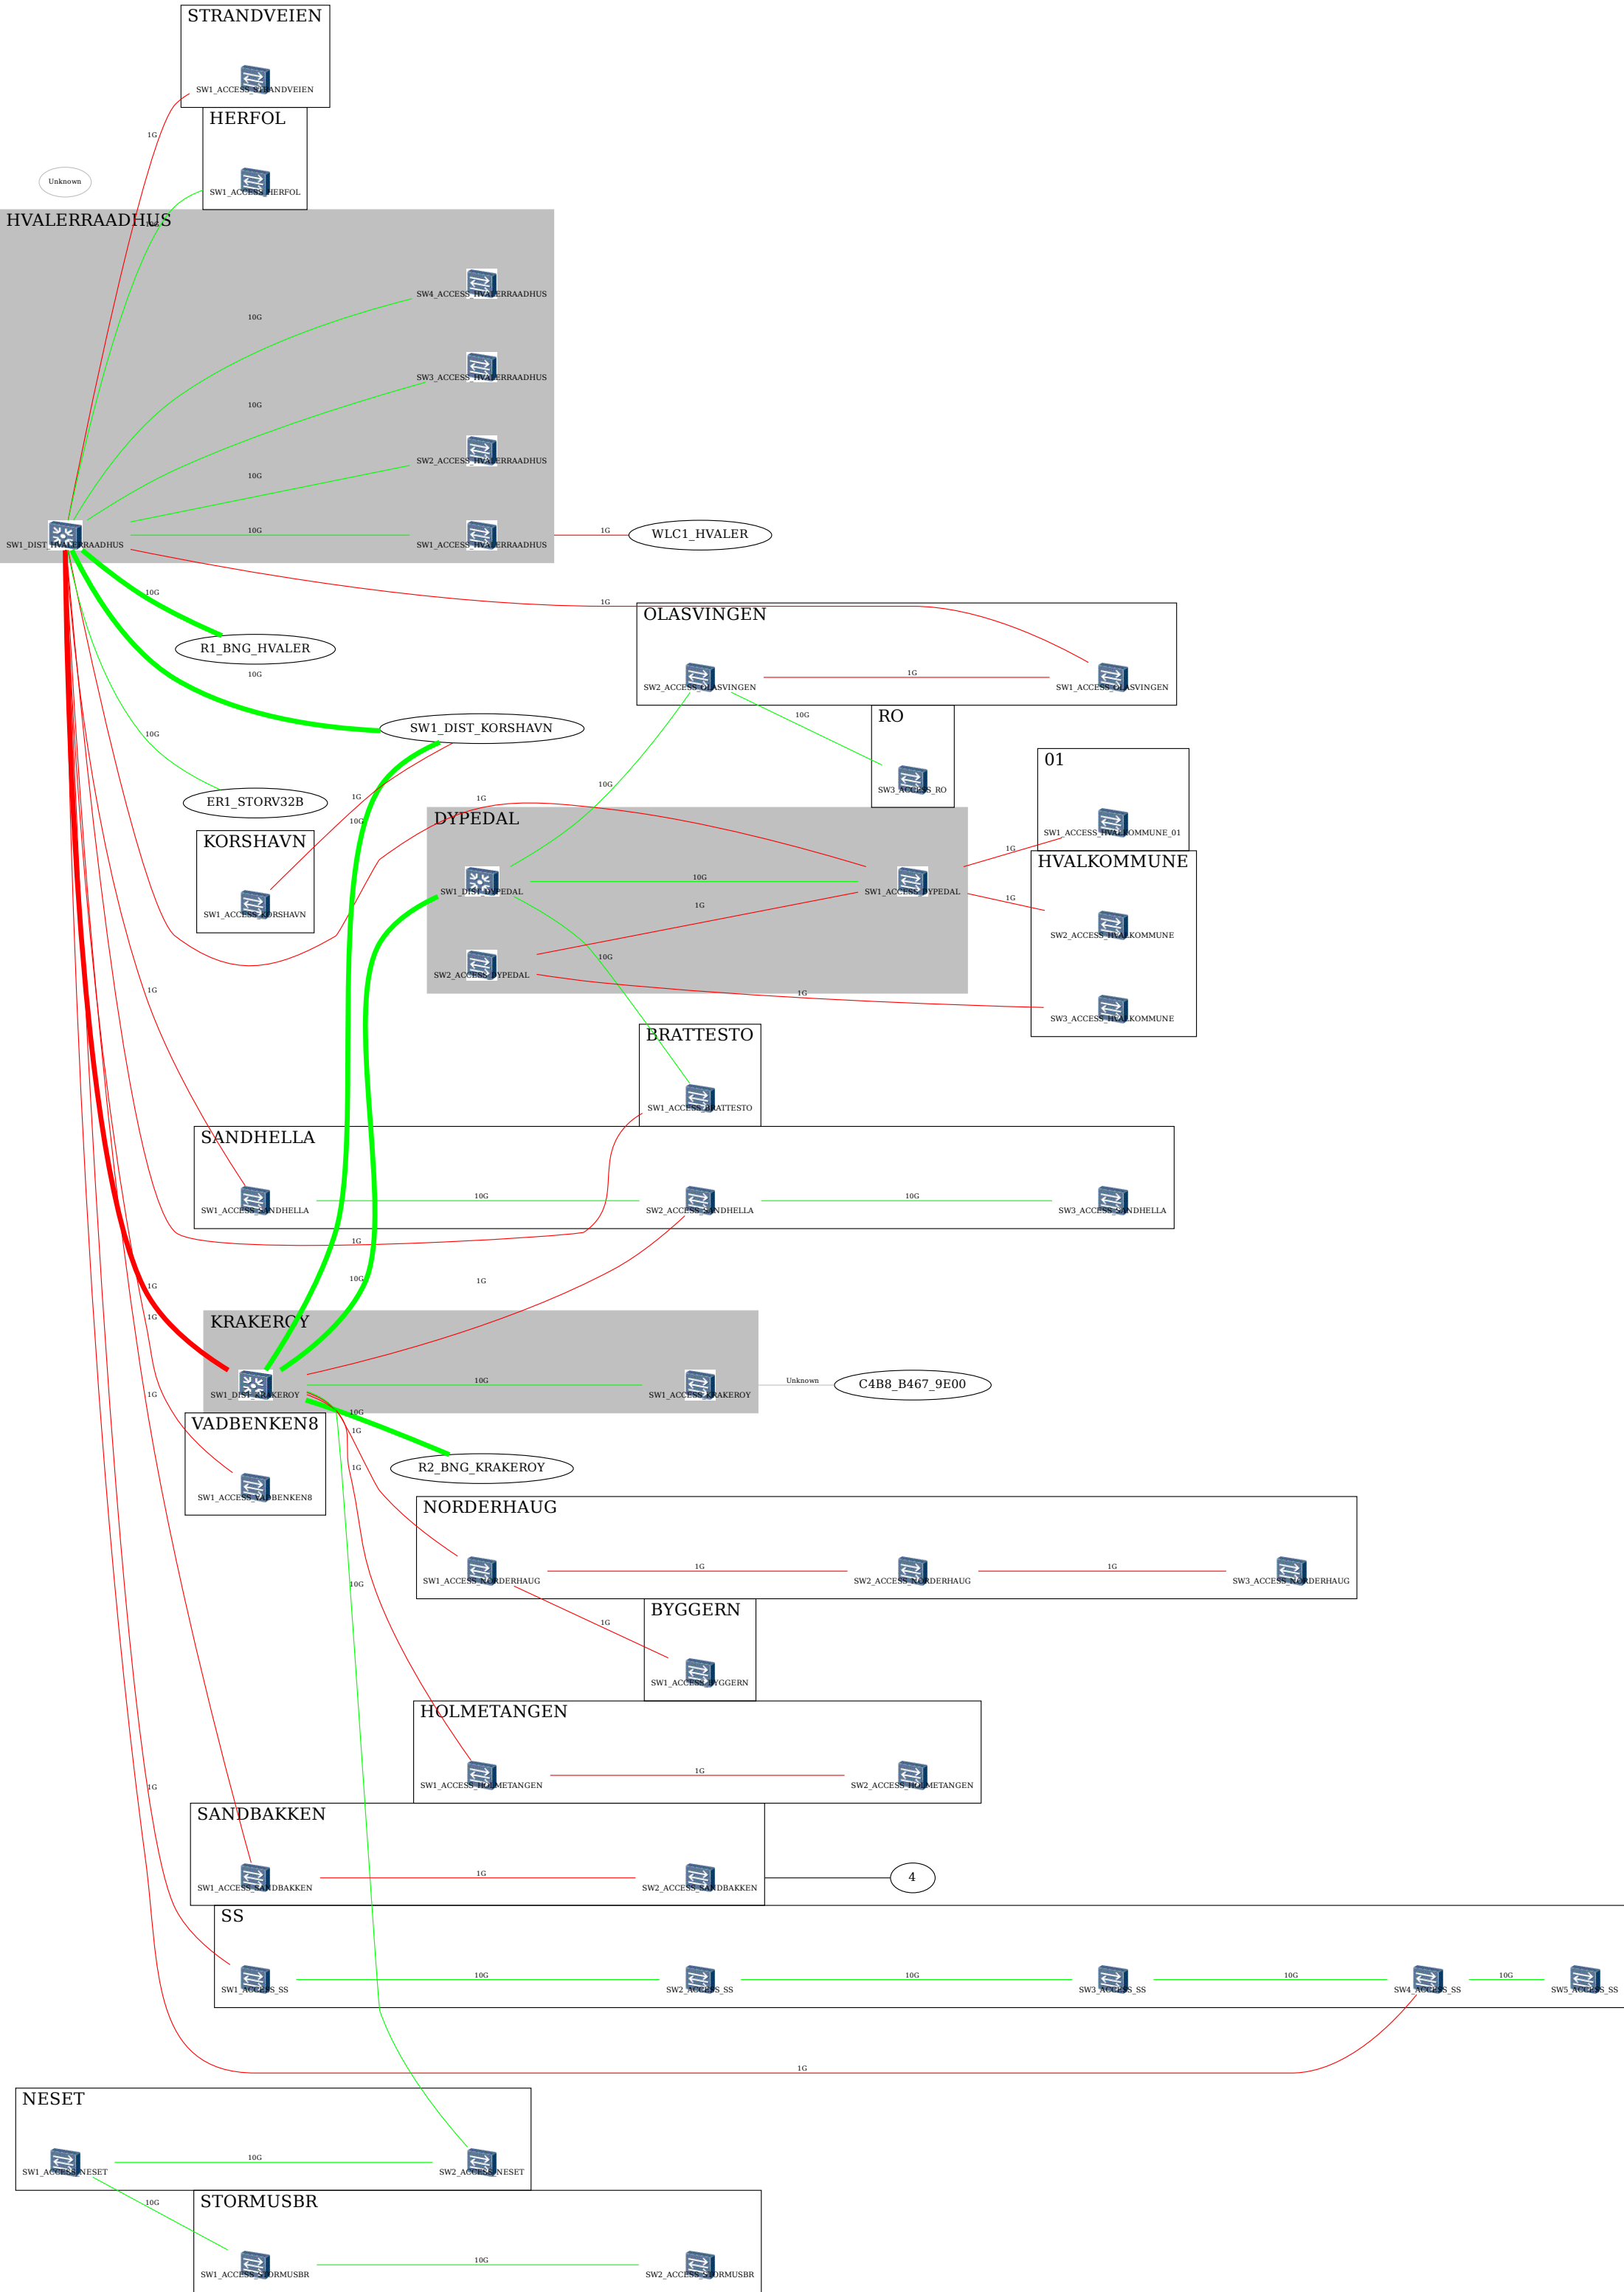 STRANDVEIEN
SW1_ACCESS_STRANDVEIEN
1G
HERFOL
SW1_ACCESS_HERFOL
Unknown
HVALERRAADHUS
10G
SW4_ACCESS_HVALERRAADHUS
10G
SW3_ACCESS_HVALERRAADHUS
10G
SW2_ACCESS_HVALERRAADHUS
10G
SW1_DIST_HVALERRAADHUS
10G
SW1_ACCESS_HVALERRAADHUS
1G
WLC1_HVALER
10G
1G
OLASVINGEN
R1_BNG_HVALER
10G
SW2_ACCESS_OLASVINGEN
1G
SW1_ACCESS_OLASVINGEN
SW1_DIST_KORSHAVN
10G
RO
10G
SW3_ACCESS_RO
01
ER1_STORV32B
1G
1G
10G
10G
DYPEDAL
SW1_ACCESS_HVALKOMMUNE_01
KORSHAVN
1G
HVALKOMMUNE
SW1_DIST_DYPEDAL
10G
SW1_ACCESS_DYPEDAL
SW1_ACCESS_KORSHAVN
1G
1G
SW2_ACCESS_HVALKOMMUNE
10G
SW2_ACCESS_DYPEDAL
1G
1G
SW3_ACCESS_HVALKOMMUNE
BRATTESTO
SW1_ACCESS_BRATTESTO
SANDHELLA
SW1_ACCESS_SANDHELLA
10G
SW2_ACCESS_SANDHELLA
10G
SW3_ACCESS_SANDHELLA
1G
10G
1G
1G
1G
KRAKEROY
SW1_DIST_KRAKEROY
10G
SW1_ACCESS_KRAKEROY
Unknown
C4B8_B467_9E00
1G
10G
VADBENKEN8
1G
1G
R2_BNG_KRAKEROY
SW1_ACCESS_VADBENKEN8
NORDERHAUG
10G
SW1_ACCESS_NORDERHAUG
1G
SW2_ACCESS_NORDERHAUG
1G
SW3_ACCESS_NORDERHAUG
BYGGERN
1G
SW1_ACCESS_BYGGERN
HOLMETANGEN
SW1_ACCESS_HOLMETANGEN
1G
SW2_ACCESS_HOLMETANGEN
1G
SANDBAKKEN
SW1_ACCESS_SANDBAKKEN
1G
SW2_ACCESS_SANDBAKKEN
4
SS
SW1_ACCESS_SS
10G
SW2_ACCESS_SS
10G
SW3_ACCESS_SS
10G
SW4_ACCESS_SS
10G
SW5_ACCESS_SS
1G
NESET
SW1_ACCESS_NESET
10G
SW2_ACCESS_NESET
10G
STORMUSBR
SW1_ACCESS_STORMUSBR
10G
SW2_ACCESS_STORMUSBR